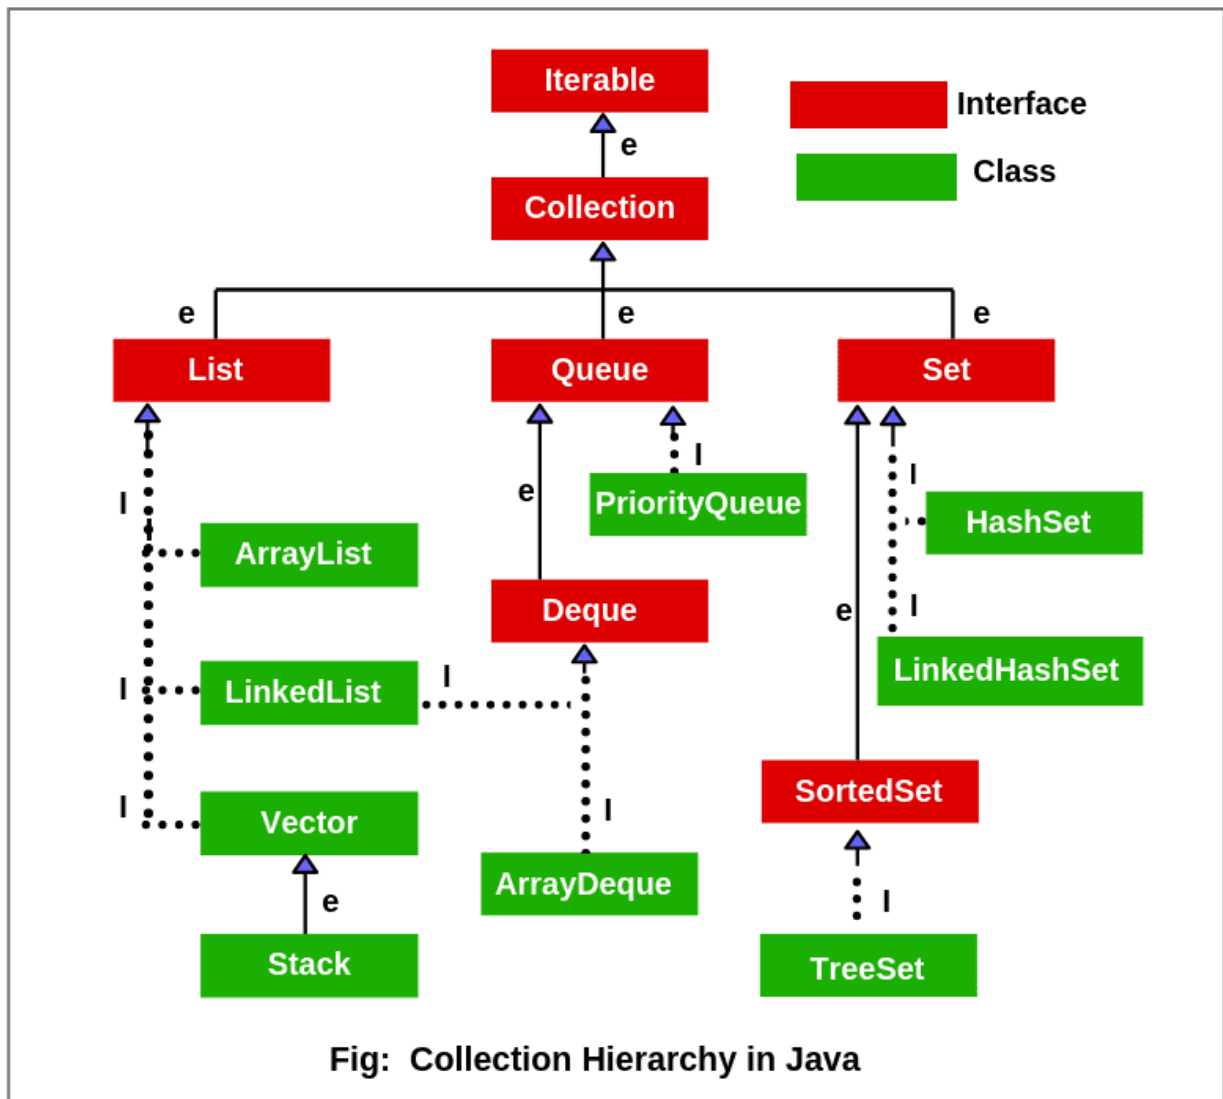 Iterable
Interface
e
Class
Collection
e
e
e
List
Queue
Set
I
I
e
PriorityQueue
I
HashSet
ArrayList
e
I
Deque
I
I
LinkedHashSet
LinkedList
SortedSet
I
I
Vector
ArrayDeque
e
I
Stack
TreeSet
Fig: Collection Hierarchy in Java